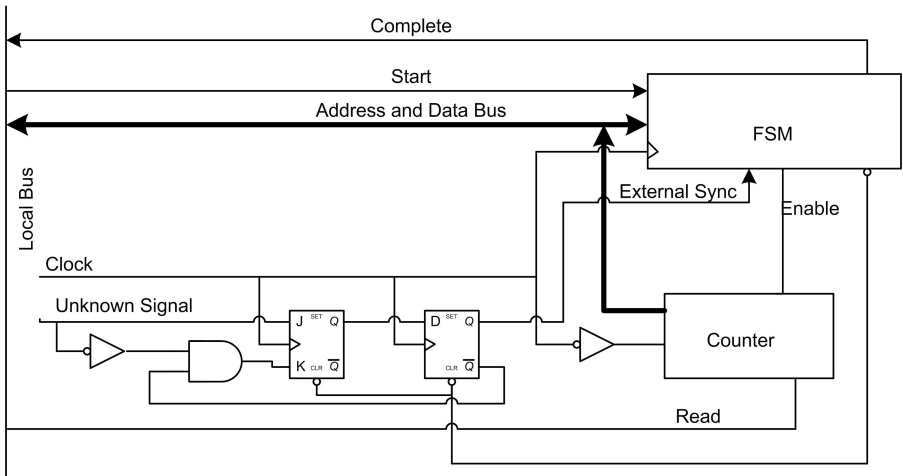 Complete
Start
Address and Data Bus
FSM
Local Bus
External Sync
Enable
Clock
Unknown Signal
J SET Q
K CLR Q
D SET Q
CLR Q
Counter
Read